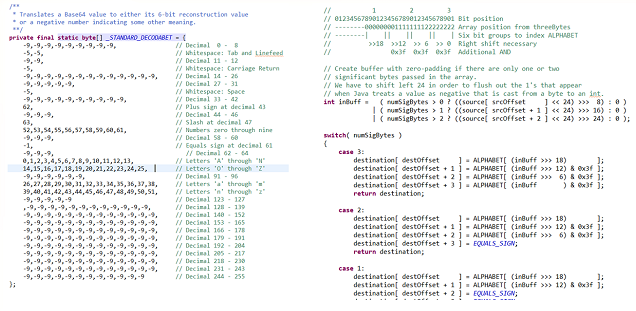 /**
 * Translates a Base64 value to either its 6-bit reconstruction value
 * or a negative number indicating some other meaning.
 **/
private final static byte[] _STANDARD_DECODABET = {
-9,-9,-9,-9,-9,-9,-9,-9,-9, // Decimal 0 - 8
-5,-5, // Whitespace: Tab and Linefeed
-9,-9, // Decimal 11 - 12
-5, // Whitespace: Carriage Return
-9,-9,-9,-9,-9,-9,-9,-9,-9,-9,-9,-9,-9, // Decimal 14 - 26
-9,-9,-9,-9,-9, // Decimal 27 - 31
-5, // Whitespace: Space
-9,-9,-9,-9,-9,-9,-9,-9,-9,-9, // Decimal 33 - 42
62, // Plus sign at decimal 43
-9,-9,-9, // Decimal 44 - 46
63, // Slash at decimal 47
52,53,54,55,56,57,58,59,60,61, // Numbers zero through nine
-9,-9,-9, // Decimal 58 - 60
-1, // Equals sign at decimal 61
-9,-9,-9, // Decimal 62 - 64
0,1,2,3,4,5,6,7,8,9,10,11,12,13, // Letters 'A' through 'N'
14,15,16,17,18,19,20,21,22,23,24,25, // Letters 'O' through 'Z'
-9,-9,-9,-9,-9,-9, // Decimal 91 - 96
26,27,28,29,30,31,32,33,34,35,36,37,38, // Letters 'a' through 'm'
39,40,41,42,43,44,45,46,47,48,49,50,51, // Letters 'n' through 'z'
-9,-9,-9,-9,-9 // Decimal 123 - 127
,-9,-9,-9,-9,-9,-9,-9,-9,-9,-9,-9,-9, // Decimal 128 - 139
-9,-9,-9,-9,-9,-9,-9,-9,-9,-9,-9,-9,-9, // Decimal 140 - 152
-9,-9,-9,-9,-9,-9,-9,-9,-9,-9,-9,-9,-9, // Decimal 153 - 165
-9,-9,-9,-9,-9,-9,-9,-9,-9,-9,-9,-9,-9, // Decimal 166 - 178
-9,-9,-9,-9,-9,-9,-9,-9,-9,-9,-9,-9,-9, // Decimal 179 - 191
-9,-9,-9,-9,-9,-9,-9,-9,-9,-9,-9,-9,-9, // Decimal 192 - 204
-9,-9,-9,-9,-9,-9,-9,-9,-9,-9,-9,-9,-9, // Decimal 205 - 217
-9,-9,-9,-9,-9,-9,-9,-9,-9,-9,-9,-9,-9, // Decimal 218 - 230
-9,-9,-9,-9,-9,-9,-9,-9,-9,-9,-9,-9,-9, // Decimal 231 - 243
-9,-9,-9,-9,-9,-9,-9,-9,-9,-9,-9,-9 // Decimal 244 - 255
};
// 1 2 3
// 01234567890123456789012345678901 Bit position
// --------000000001111111122222222 Array position from threeBytes
// --------| || || || | Six bit groups to index ALPHABET
// >>18 >>12 >> 6 >> 0 Right shift necessary
// 0x3f 0x3f 0x3f Additional AND
// Create buffer with zero-padding if there are only one or two
// significant bytes passed in the array.
// We have to shift left 24 in order to flush out the 1's that appear
// when Java treats a value as negative that is cast from a byte to an int.
int inBuff = ( numSigBytes > 0 ? ((source[ srcOffset ] << 24) >>> 8) : 0 )
| ( numSigBytes > 1 ? ((source[ srcOffset + 1 ] << 24) >>> 16) : 0 )
| ( numSigBytes > 2 ? ((source[ srcOffset + 2 ] << 24) >>> 24) : 0 );
switch( numSigBytes )
{
case 3:
destination[ destOffset ] = ALPHABET[ (inBuff >>> 18) ];
destination[ destOffset + 1 ] = ALPHABET[ (inBuff >>> 12) & 0x3f ];
destination[ destOffset + 2 ] = ALPHABET[ (inBuff >>> 6) & 0x3f ];
destination[ destOffset + 3 ] = ALPHABET[ (inBuff ) & 0x3f ];
return destination;
case 2:
destination[ destOffset ] = ALPHABET[ (inBuff >>> 18) ];
destination[ destOffset + 1 ] = ALPHABET[ (inBuff >>> 12) & 0x3f ];
destination[ destOffset + 2 ] = ALPHABET[ (inBuff >>> 6) & 0x3f ];
destination[ destOffset + 3 ] = EQUALS_SIGN;
return destination;
case 1:
destination[ destOffset ] = ALPHABET[ (inBuff >>> 18) ];
destination[ destOffset + 1 ] = ALPHABET[ (inBuff >>> 12) & 0x3f ];
destination[ destOffset + 2 ] = EQUALS_SIGN;
destination[ destOffset + 3 ] = EQUALS_SIGN;